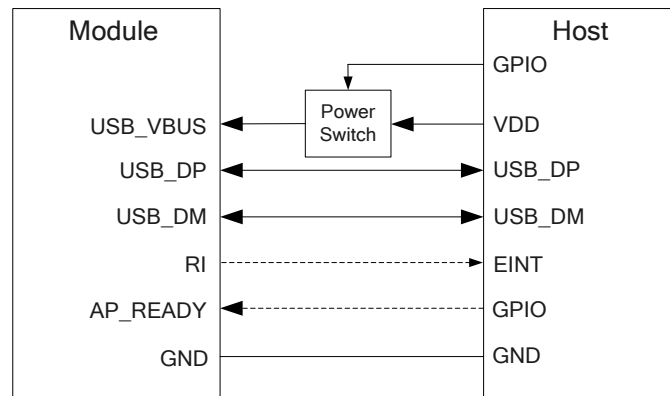 Module
Host
GPIO
Power
Switch
USB_VBUS
VDD
USB_DP
USB_DP
USB_DM
USB_DM
RI
EINT
AP_READY
GPIO
GND
GND